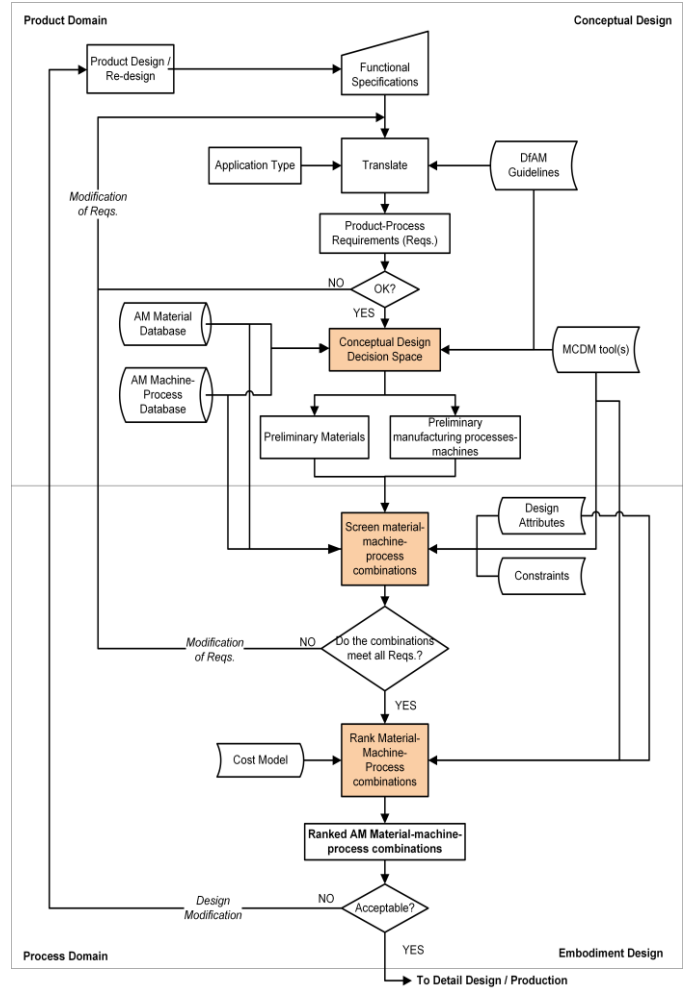 Product Domain
Conceptual Design
Product Design /
Re-design
Functional
Specifications
Application Type
Translate
DfAM
Guidelines
Modification
of Reqs.
Product-Process
Requirements (Reqs.)
NO
OK?
YES
AM Material
Database
Conceptual Design
Decision Space
MCDM tool(s)
AM Machine-
Process
Database
Preliminary Materials
Preliminary
manufacturing processes-
machines
Screen material-
machine-
process
combinations
Design
Attributes
Constraints
Modification
of Reqs.
NO
Do the combinations
meet all Reqs.?
YES
Cost Model
Rank Material-
Machine-
Process
combinations
Ranked AM Material-machine-
process combinations
Design
Modification
NO
Acceptable?
YES
Process Domain
Embodiment Design
To Detail Design / Production